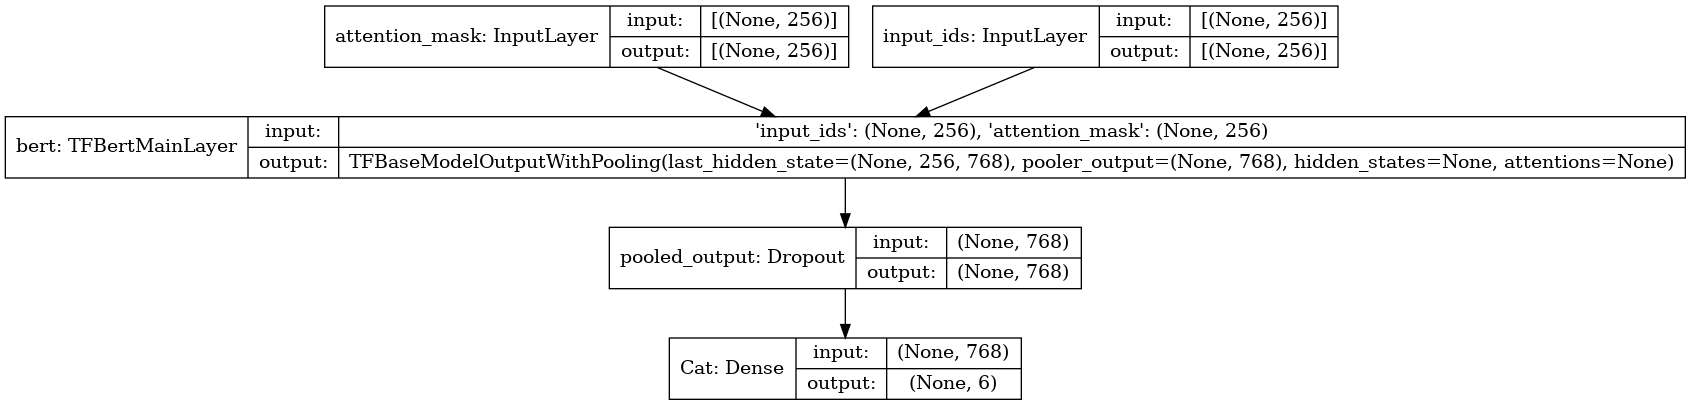 attention_mask: InputLayer
input: [(None, 256)]
output: [(None, 256)]
input_ids: InputLayer
input: [(None, 256)]
output: [(None, 256)]
bert: TFBertMainLayer
input: 'input_ids': (None, 256), 'attention_mask': (None, 256)
output: TFBaseModelOutputWithPooling(last_hidden_state=(None, 256, 768), pooler_output=(None, 768), hidden_states=None, attentions=None)
pooled_output: Dropout
input: (None, 768)
output: (None, 768)
Cat: Dense
input: (None, 768)
output: (None, 6)